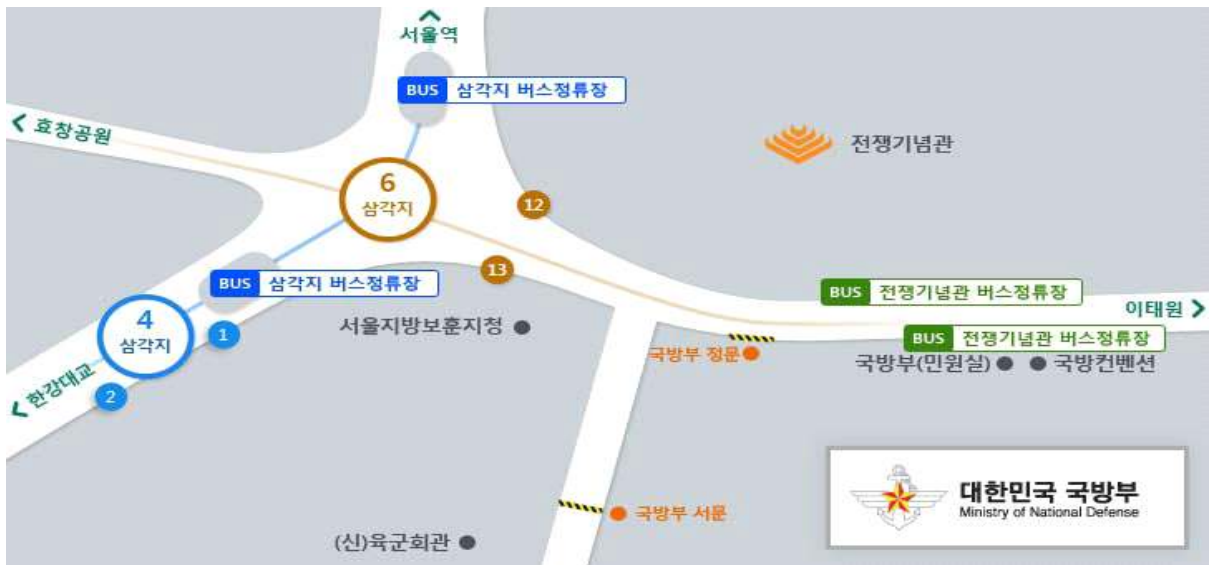 서울역
BUS 삼각지 버스정류장
효창공원
전쟁기념관
6
삼각지
12
13
BUS 삼각지 버스정류장
BUS 전쟁기념관 버스정류장
이태원
4
삼각지
1
서울지방보훈지청
BUS 전쟁기념관 버스정류장
국방부 정문
국방부(민원실)
국방컨벤션
한강대교
2
대한민국 국방부
Ministry of National Defense
국방부 서문
(신)육군회관